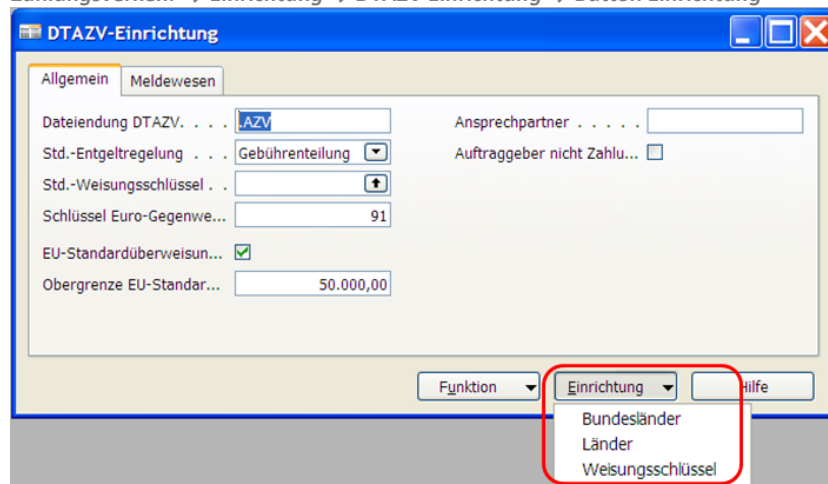 DTAZV-Einrichtung
Allgemein Meldewesen
Dateiendung DTAZV. . . . .AZV
Ansprechpartner . . . . .
Std.-Entgeltregelung . . . Gebührenteilung
Auftraggeber nicht Zahlu...
Std.-Weisungsschlüssel . .
Schlüssel Euro-Gegenwe... 91
EU-Standardüberweisun...
Obergrenze EU-Standar... 50.000,00
Funktion Einrichtung Hilfe
Bundesländer
Länder
Weisungsschlüssel